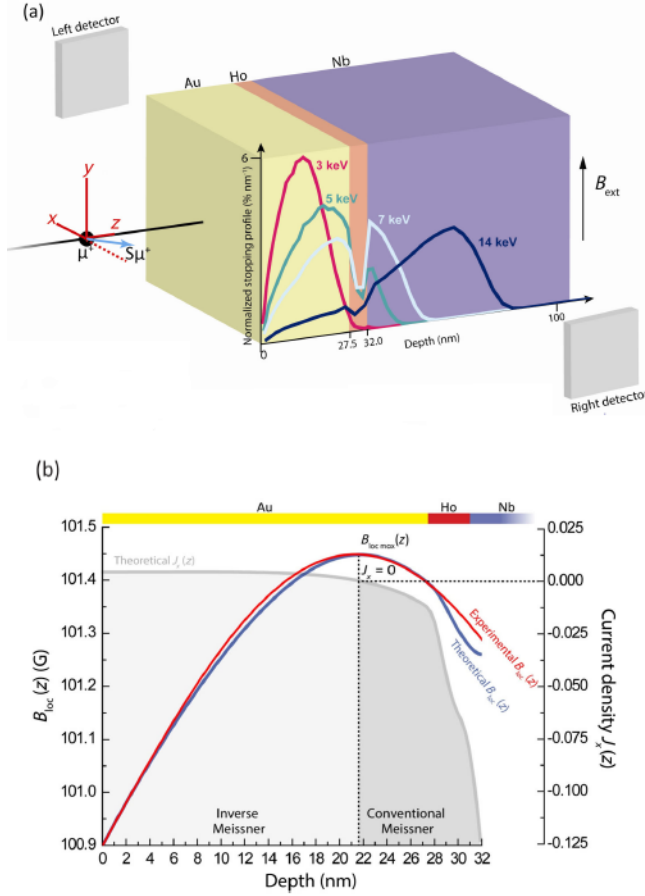 (a)
Left detector
Au
Ho
Nb
6
Normalized stopping profile (% nm⁻¹)
3 keV
5 keV
7 keV
14 keV
B_ext
y
x
z
μ⁺
Sμ⁺
0
27.5
32.0
Depth (nm)
100
Right detector
(b)
Au
Ho
Nb
101.5
101.4
101.3
101.2
101.1
101.0
100.9
B_loc (z) (G)
Theoretical J_x(z)
B_loc max(z)
J_x = 0
Experimental B_loc(z)
Theoretical B_loc(z)
Inverse
Meissner
Conventional
Meissner
0.025
0.000
-0.025
-0.050
-0.075
-0.100
-0.125
Current density J_x(z)
0 2 4 6 8 10 12 14 16 18 20 22 24 26 28 30 32
Depth (nm)